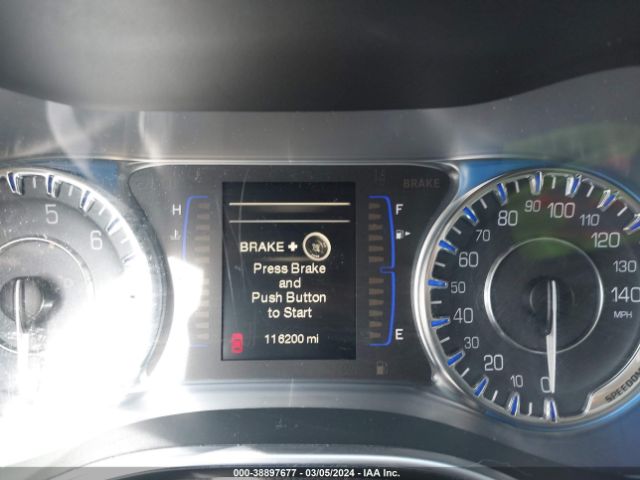 5
6
H
BRAKE +
Press Brake
and
Push Button
to Start
116200 mi
BRAKE
F
E
0
10
20
30
40
50
60
70
80
90
100
110
120
130
140
MPH
SPEEDOM
000-38897677 - 03/05/2024 - IAA Inc.